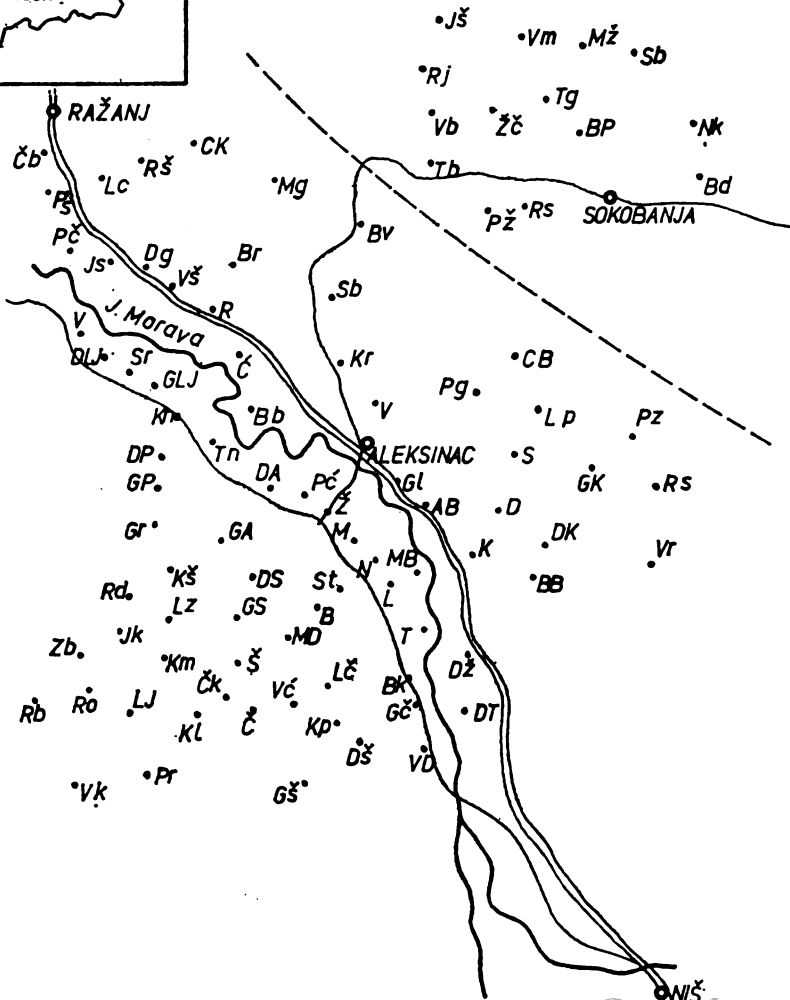 Jš
Vm
Mž
Sb
Rj
Tg
RAŽANJ
Vb
Žč
BP
Nk
CK
Čb
Rš
Tb
Lc
Mg
Bd
Pž
Rs
SOKOBANJA
Pč
Bv
Dg
Br
Js
Vš
Sb
J. Morava
R
V
DLJ
Sr
Ć
Kr
CB
GLJ
Pg
V
Lp
Pz
Bb
Tn
ALEKSINAC
S
DP
DA
GP
Pć
Gl
GK
Rs
Ž
AB
D
Gr
GA
M
DK
K
Vr
N
MB
Kš
DS
St
BB
Rd
L
Lz
GS
B
Jk
MD
T
Zb
Km
Š
Lč
Dž
Čk
Vć
Bk
Rb
Ro
LJ
Gč
DT
Kl
Č
Kp
Dš
VD
Pr
Vk
Gš
NIŠ